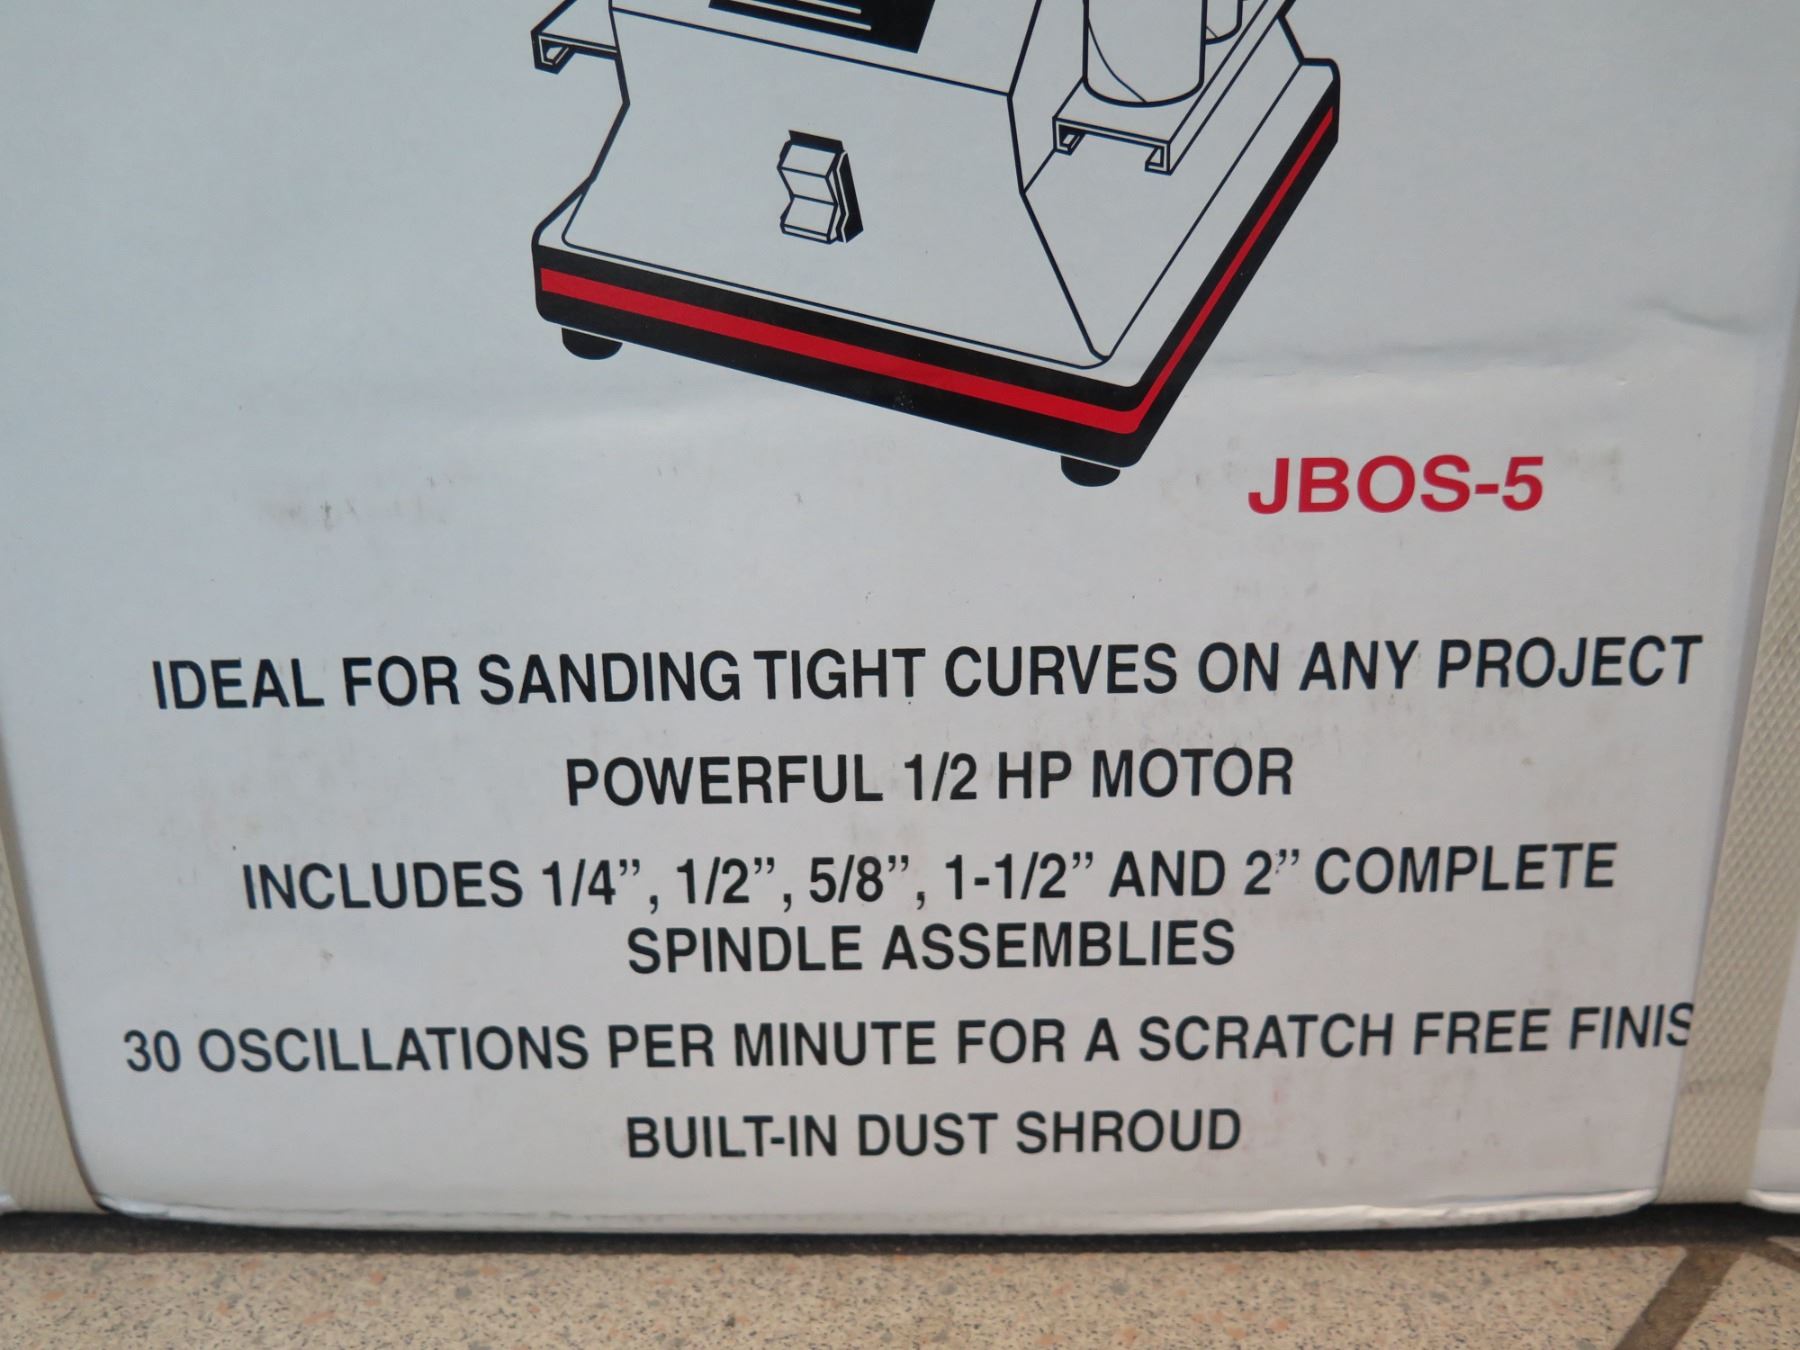 JBOS-5
IDEAL FOR SANDING TIGHT CURVES ON ANY PROJECT
POWERFUL 1/2 HP MOTOR
INCLUDES 1/4”, 1/2”, 5/8”, 1-1/2” AND 2” COMPLETE
SPINDLE ASSEMBLIES
30 OSCILLATIONS PER MINUTE FOR A SCRATCH FREE FINIS
BUILT-IN DUST SHROUD